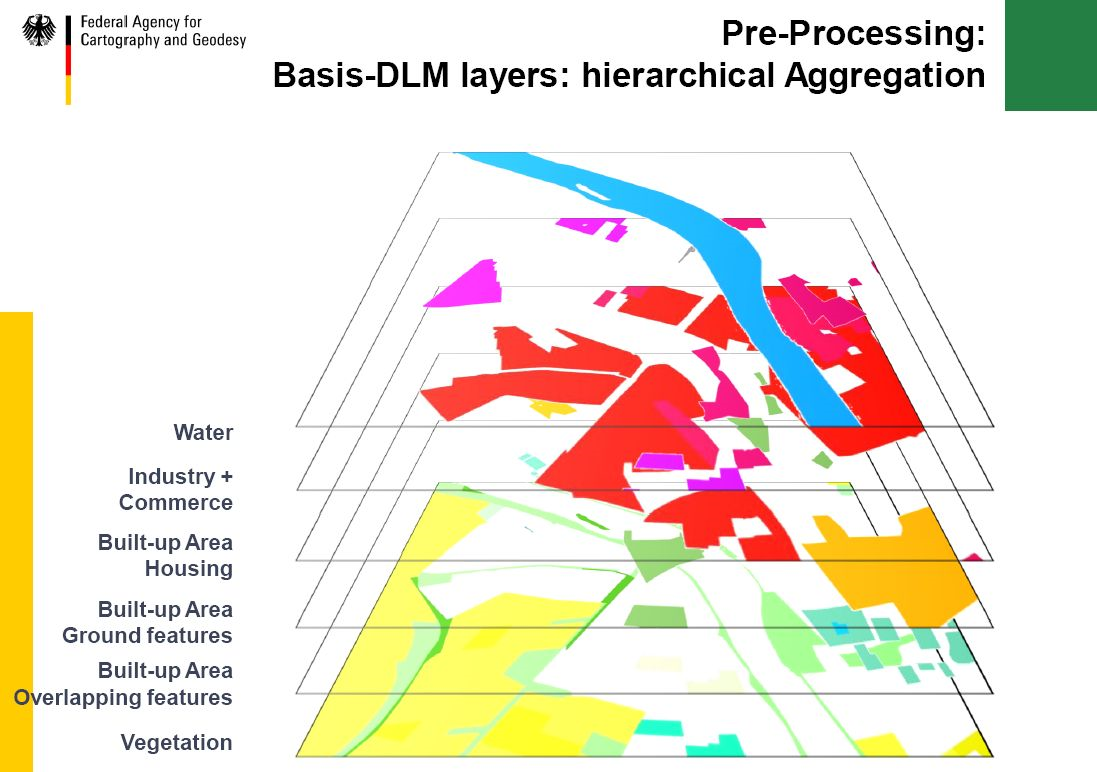 Federal Agency for
Cartography and Geodesy
Pre-Processing:
Basis-DLM layers: hierarchical Aggregation
Water
Industry +
Commerce
Built-up Area
Housing
Built-up Area
Ground features
Built-up Area
Overlapping features
Vegetation